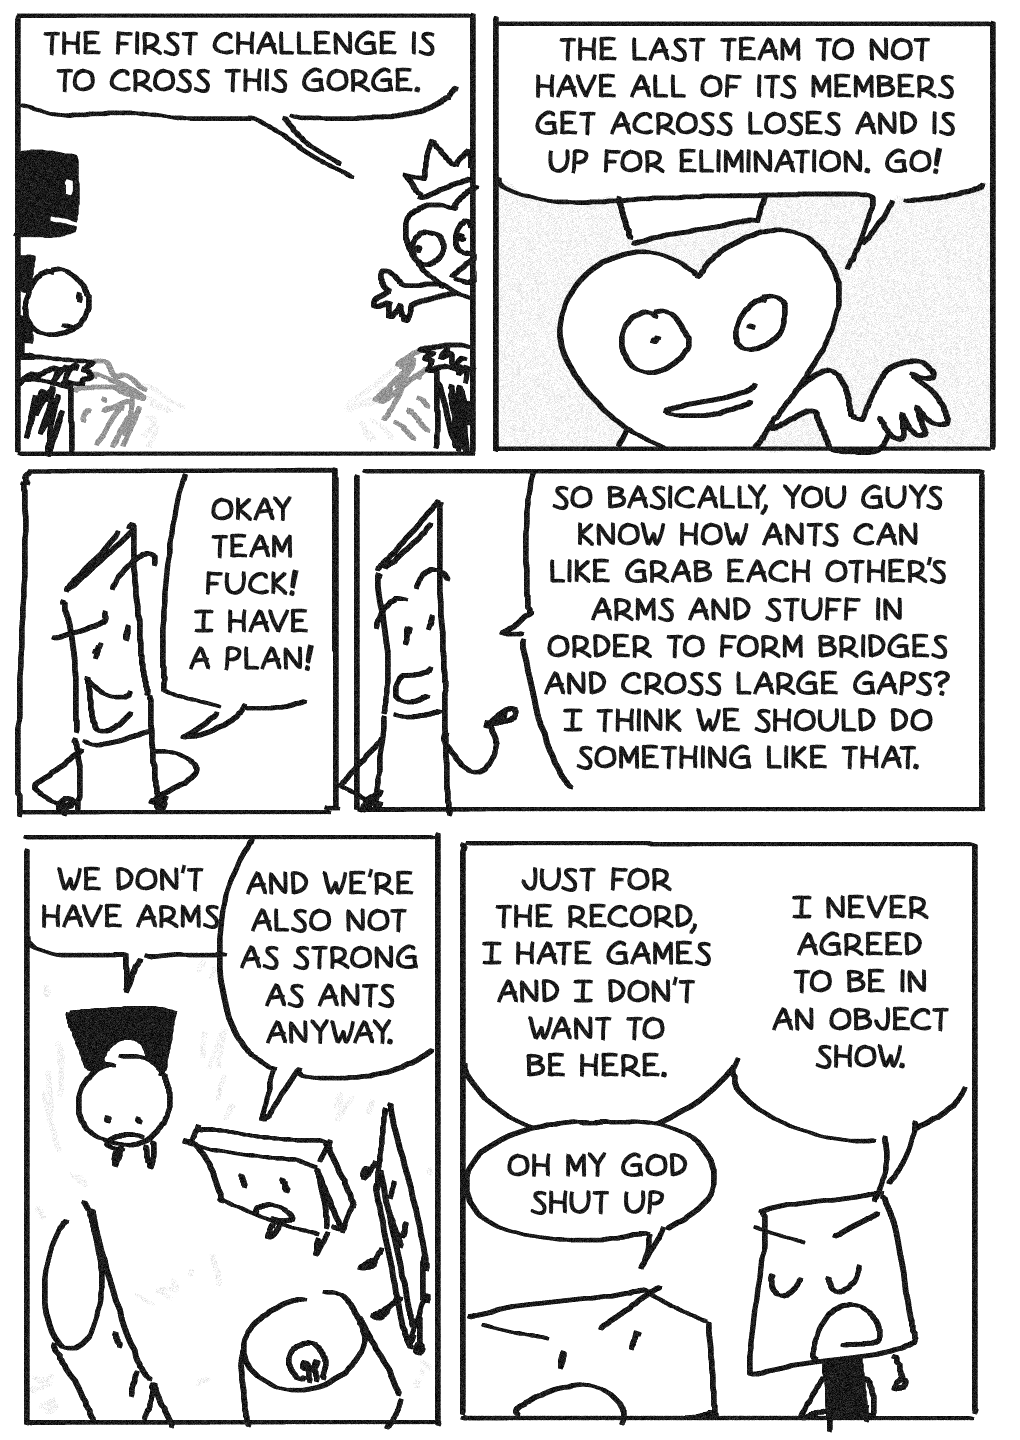 THE FIRST CHALLENGE IS
TO CROSS THIS GORGE.
THE LAST TEAM TO NOT
HAVE ALL OF ITS MEMBERS
GET ACROSS LOSES AND IS
UP FOR ELIMINATION. GO!
OKAY
TEAM
FUCK!
I HAVE
A PLAN!
SO BASICALLY, YOU GUYS
KNOW HOW ANTS CAN
LIKE GRAB EACH OTHER'S
ARMS AND STUFF IN
ORDER TO FORM BRIDGES
AND CROSS LARGE GAPS?
I THINK WE SHOULD DO
SOMETHING LIKE THAT.
WE DON'T
HAVE ARMS
AND WE'RE
ALSO NOT
AS STRONG
AS ANTS
ANYWAY.
JUST FOR
THE RECORD,
I HATE GAMES
AND I DON'T
WANT TO
BE HERE.
I NEVER
AGREED
TO BE IN
AN OBJECT
SHOW.
OH MY GOD
SHUT UP